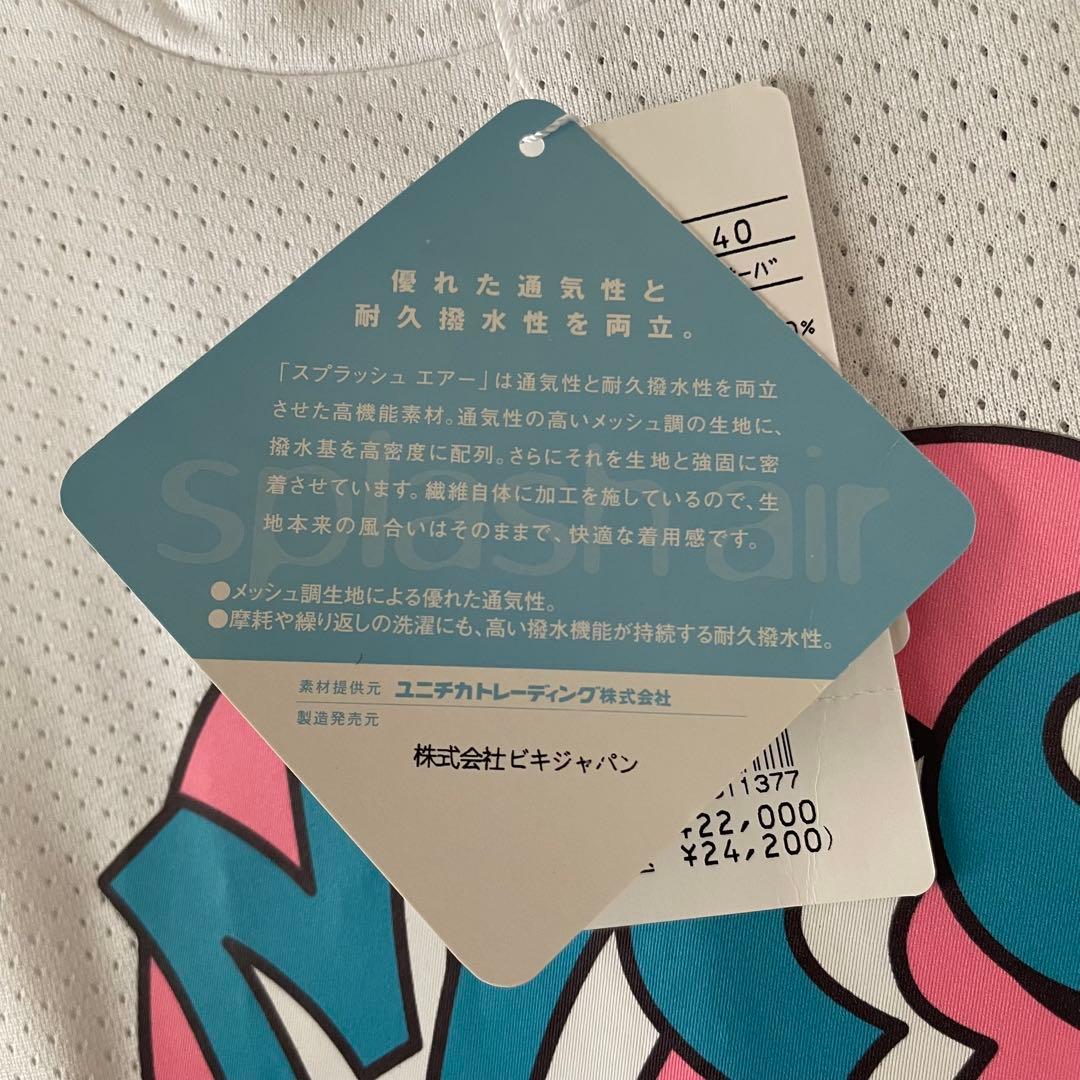 40
優れた通気性と
耐久撥水性を両立。
「スプラッシュ エアー」は通気性と耐久撥水性を両立
させた高機能素材。通気性の高いメッシュ調の生地に、
撥水基を高密度に配列。さらにそれを生地と強固に密
着させています。繊維自体に加工を施しているので、生
地本来の風合いはそのままで、快適な着用感です。
splash air
●メッシュ調生地による優れた通気性。
●摩耗や繰り返しの洗濯にも、高い撥水機能が持続する耐久撥水性。
素材提供元 ユニチカトレーディング株式会社
製造発売元
株式会社ビキジャパン
11377
¥22,000
¥24,200)